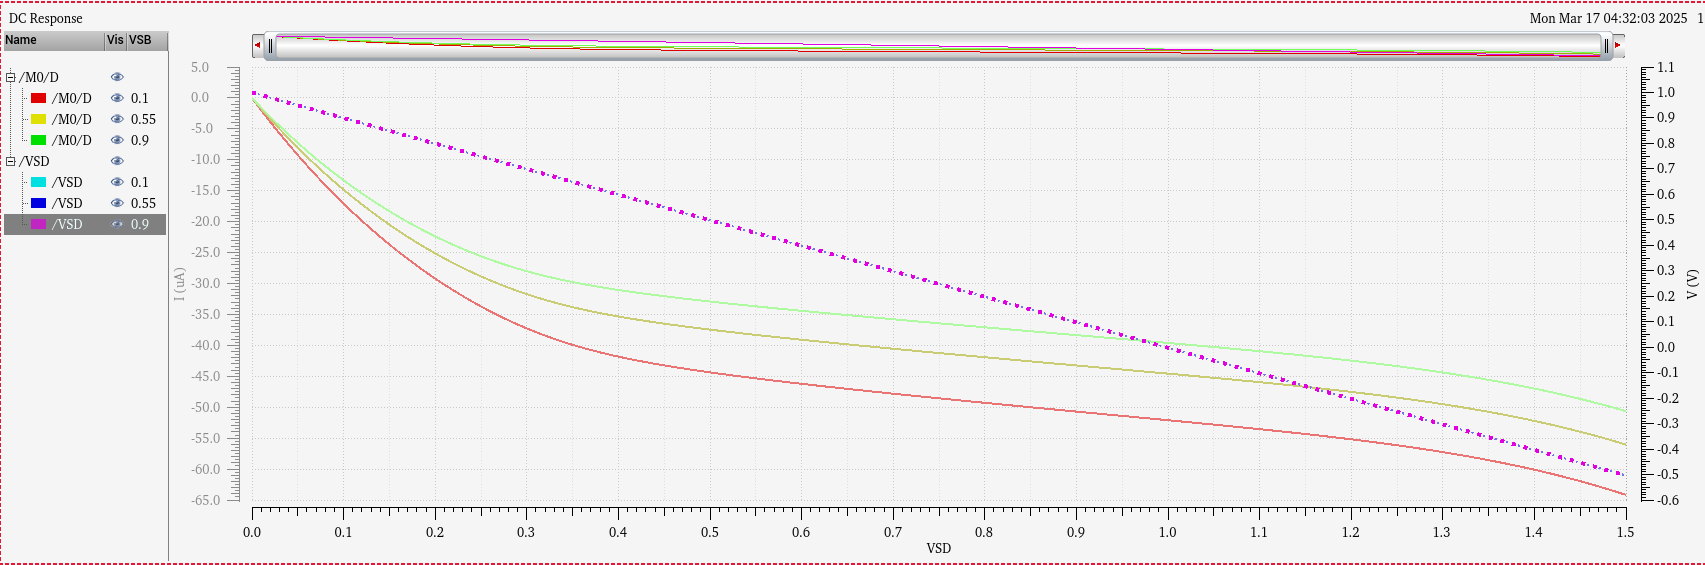 DC Response
Mon Mar 17 04:32:03 2025 1
Name Vis VSB
/M0/D
/M0/D 0.1
/M0/D 0.55
/M0/D 0.9
/VSD
/VSD 0.1
/VSD 0.55
/VSD 0.9
5.0
0.0
-5.0
-10.0
-15.0
-20.0
-25.0
-30.0
-35.0
-40.0
-45.0
-50.0
-55.0
-60.0
-65.0
I (uA)
1.1
1.0
0.9
0.8
0.7
0.6
0.5
0.4
0.3
0.2
0.1
0.0
-0.1
-0.2
-0.3
-0.4
-0.5
-0.6
V (V)
0.0 0.1 0.2 0.3 0.4 0.5 0.6 0.7 0.8 0.9 1.0 1.1 1.2 1.3 1.4 1.5
VSD